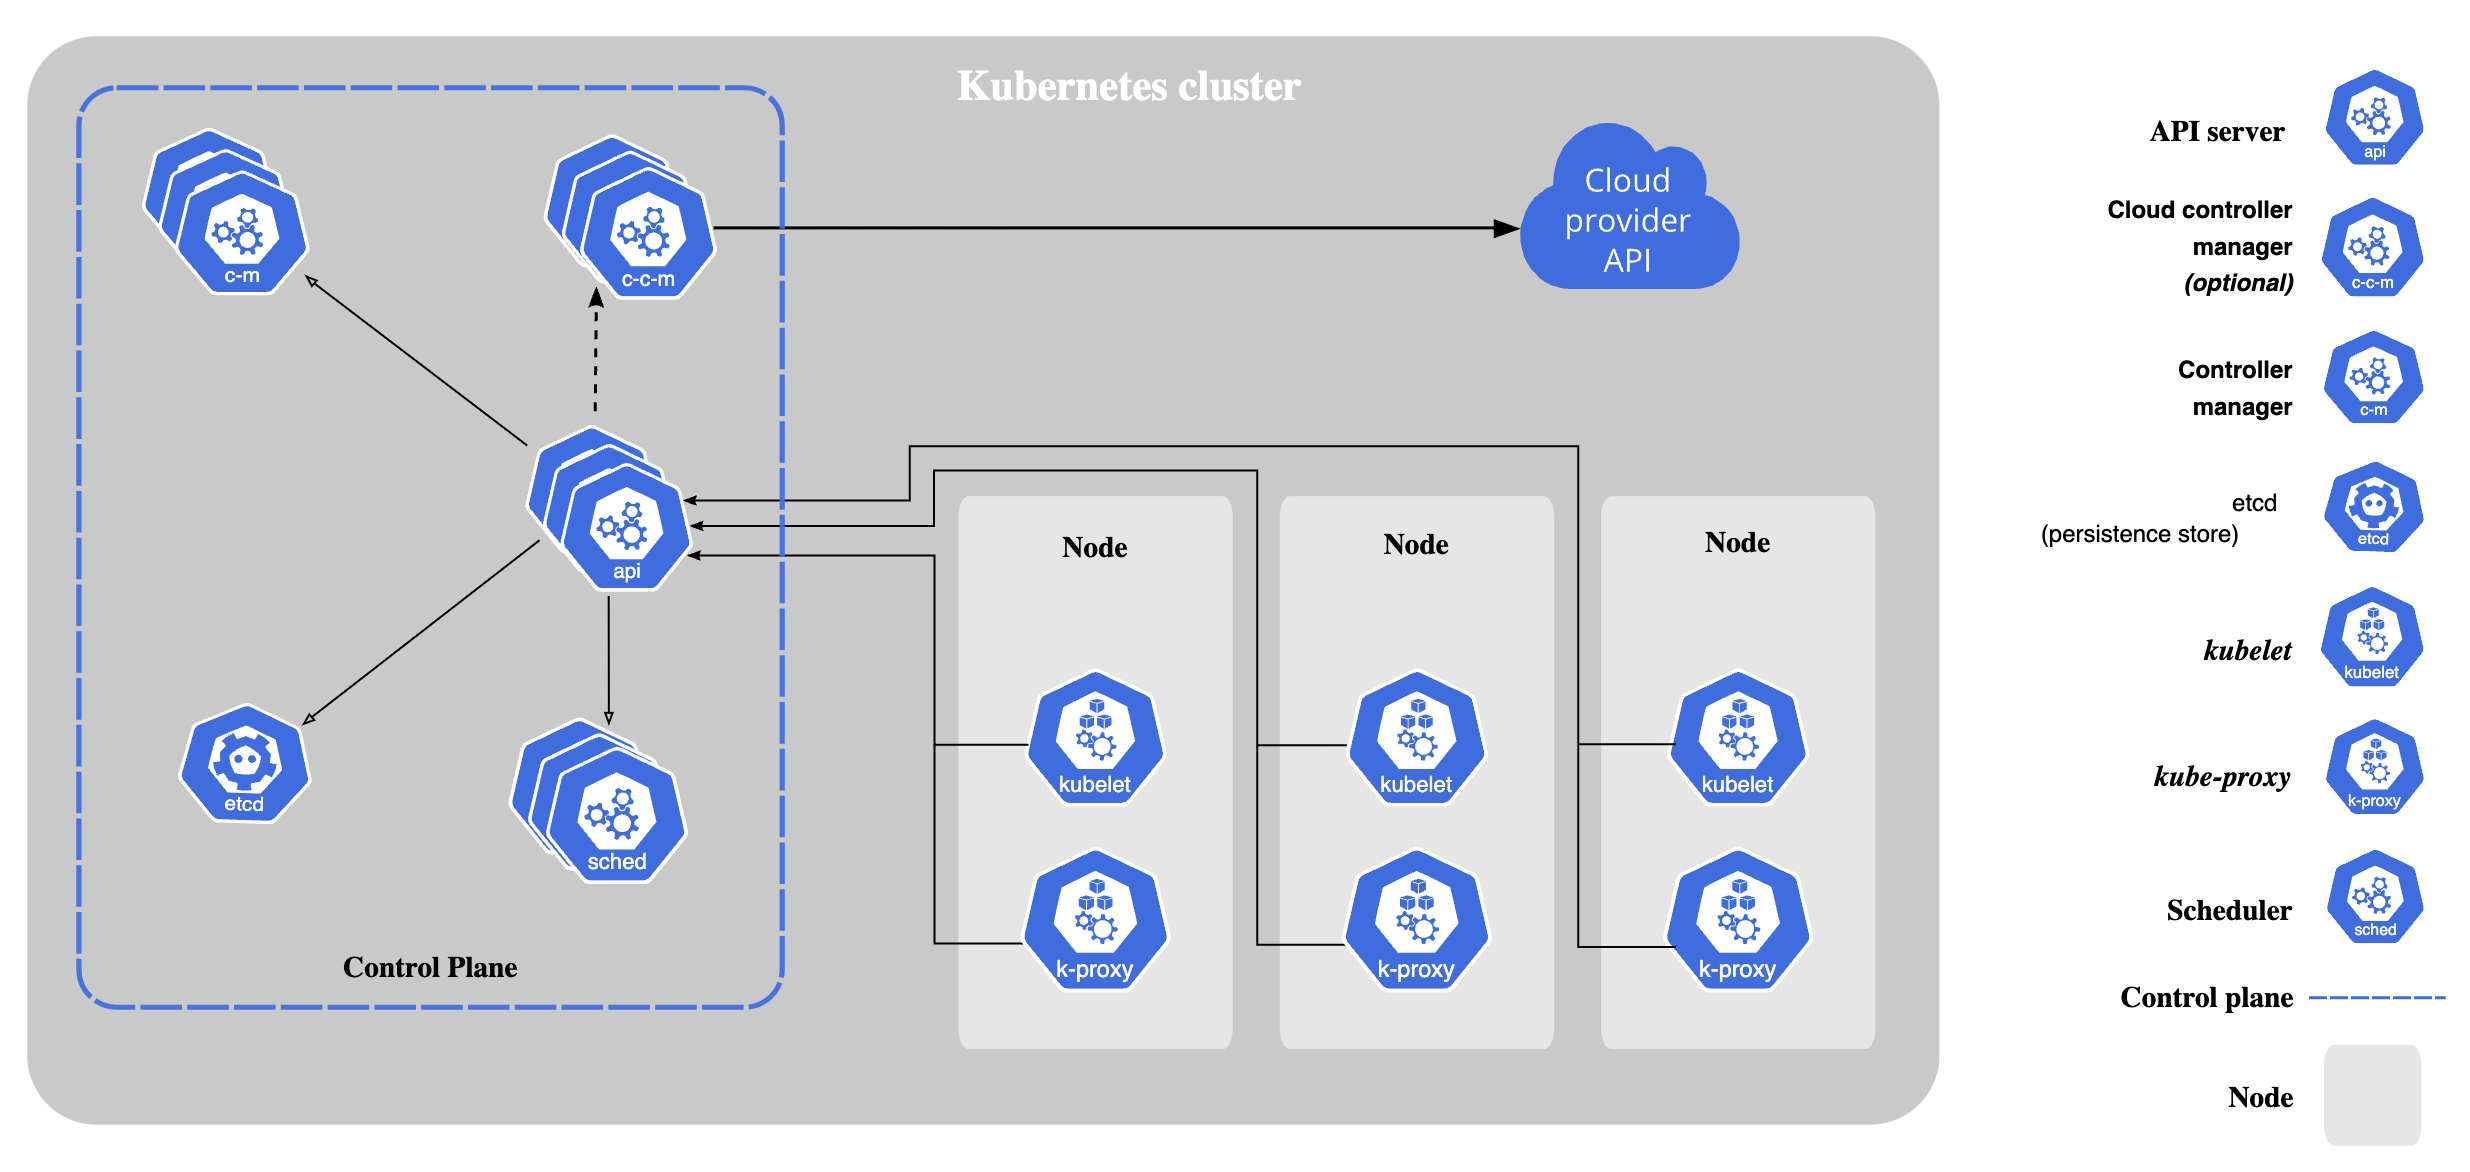 Kubernetes cluster
c-m
c-c-m
Cloud
provider
API
api
etcd
sched
Control Plane
Node
kubelet
k-proxy
Node
kubelet
k-proxy
Node
kubelet
k-proxy
API server
api
Cloud controller
manager
(optional)
c-c-m
Controller
manager
c-m
etcd
(persistence store)
etcd
kubelet
kubelet
kube-proxy
k-proxy
Scheduler
sched
Control plane
Node